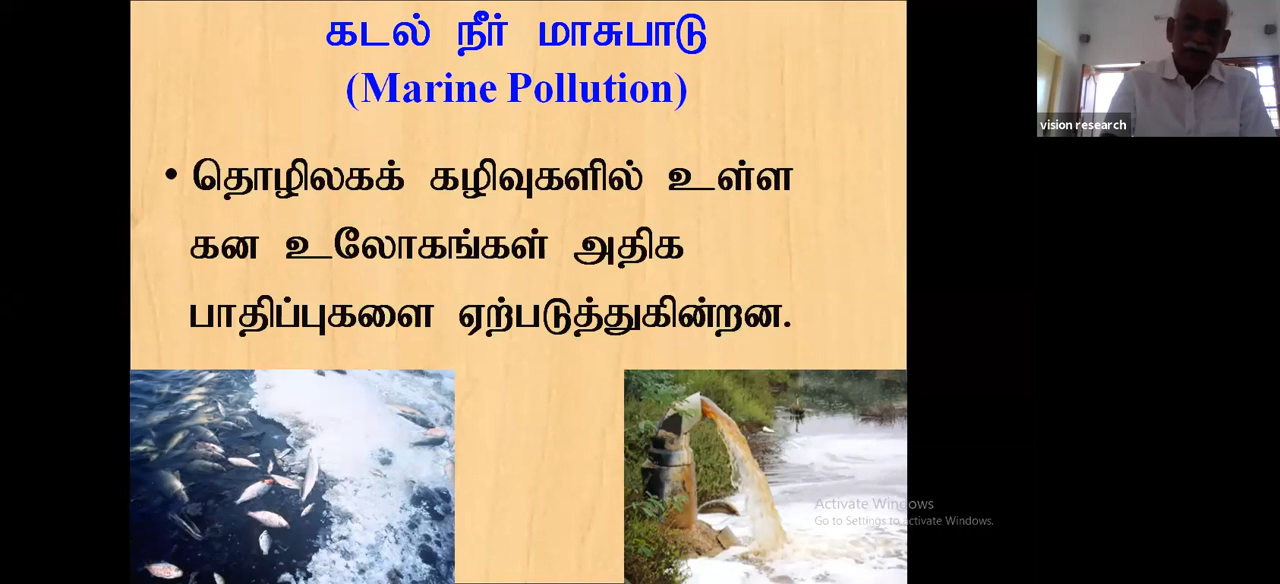 கடல் நீர் மாசுபாடு
(Marine Pollution)
• தொழிலகக் கழிவுகளில் உள்ள
கன உலோகங்கள் அதிக
பாதிப்புகளை ஏற்படுத்துகின்றன.
vision research
Activate Windows
Go to Settings to activate Windows.